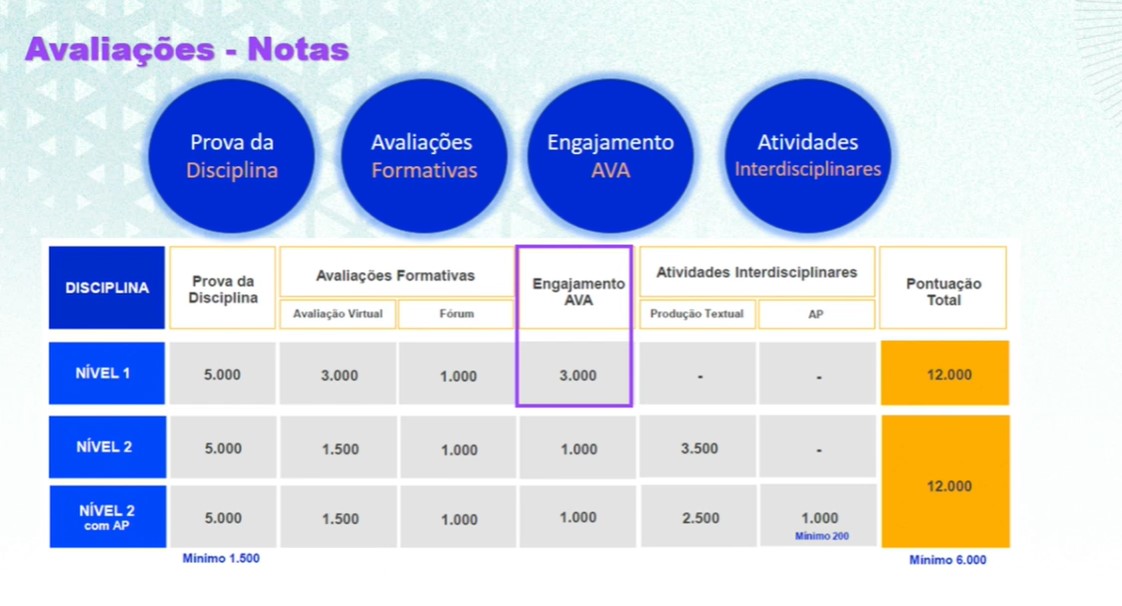 Avaliações - Notas
Prova da
Disciplina
Avaliações
Formativas
Engajamento
AVA
Atividades
Interdisciplinares
DISCIPLINA
Prova da
Disciplina
Avaliações Formativas
Avaliação Virtual
Fórum
Engajamento
AVA
Atividades Interdisciplinares
Produção Textual
AP
Pontuação
Total
NÍVEL 1
5.000
3.000
1.000
3.000
-
-
12.000
NÍVEL 2
5.000
1.500
1.000
1.000
3.500
-
12.000
NÍVEL 2
com AP
5.000
1.500
1.000
1.000
2.500
1.000
Mínimo 200
Mínimo 1.500
Mínimo 6.000